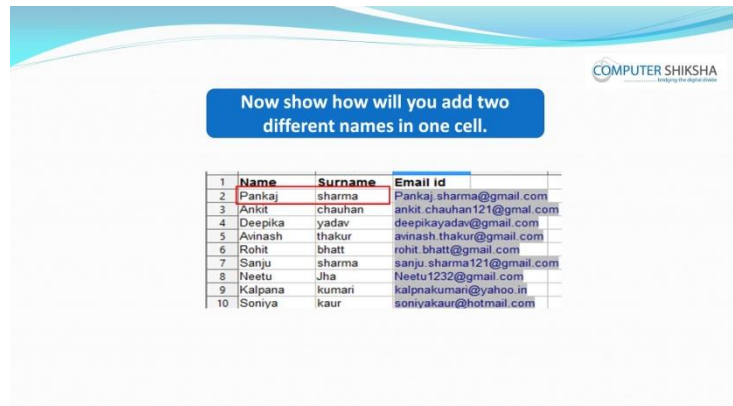 COMPUTER SHIKSHA
bridging the digital divide
Now show how will you add two
different names in one cell.
1 Name Surname Email id
2 Pankaj sharma Pankaj.sharma@gmail.com
3 Ankit chauhan ankit.chauhan121@gmal.com
4 Deepika yadav deepikayadav@gmail.com
5 Avinash thakur avinash.thakur@gmail.com
6 Rohit bhatt rohit.bhatt@gmail.com
7 Sanju sharma sanju.sharma121@gmail.com
8 Neetu Jha Neetu1232@gmail.com
9 Kalpana kumari kalpnakumari@yahoo.in
10 Soniya kaur soniyakaur@hotmail.com